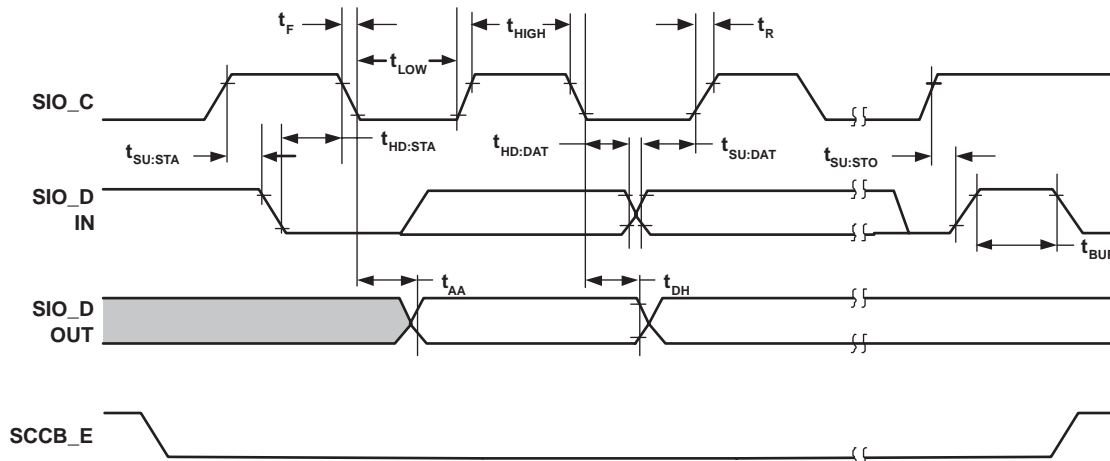 tF
tLOW
tHIGH
tR
SIO_C
tSU:STA
tHD:STA
tHD:DAT
tSU:DAT
tSU:STO
SIO_D
IN
tBUF
tAA
tDH
SIO_D
OUT
SCCB_E